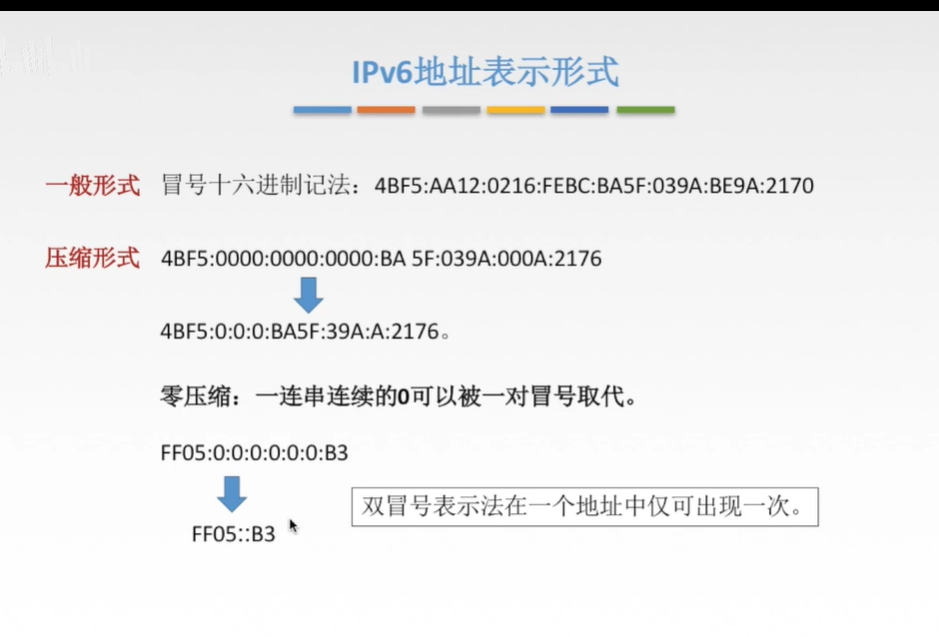 IPv6地址表示形式
一般形式 冒号十六进制记法：4BF5:AA12:0216:FEBC:BA5F:039A:BE9A:2170
压缩形式 4BF5:0000:0000:0000:BA 5F:039A:000A:2176
4BF5:0:0:0:BA5F:39A:A:2176。
零压缩：一连串连续的0可以被一对冒号取代。
FF05:0:0:0:0:0:0:B3
双冒号表示法在一个地址中仅可出现一次。
FF05::B3